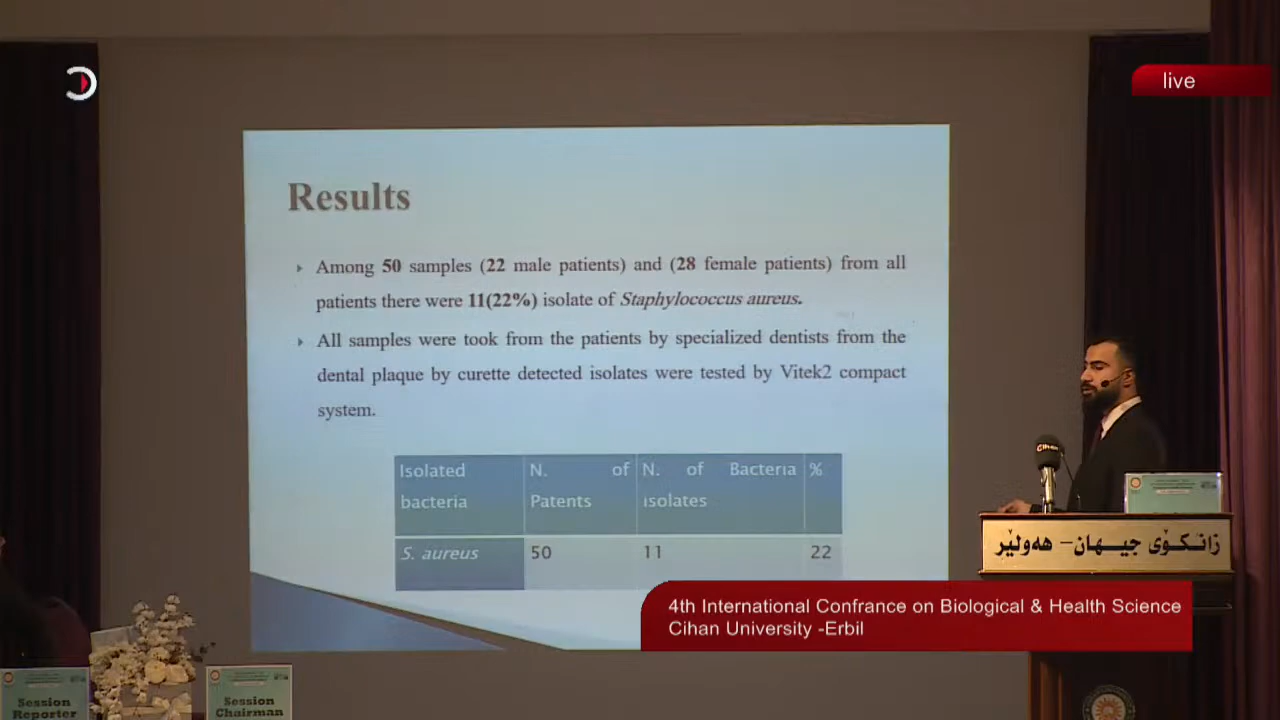 live
Results
Among 50 samples (22 male patients) and (28 female patients) from all
patients there were 11(22%) isolate of Staphylococcus aureus.
All samples were took from the patients by specialized dentists from the
dental plaque by curette detected isolates were tested by Vitek2 compact
system.
Isolated bacteria
N. of Patents
N. of Bacteria isolates
%
S. aureus
50
11
22
Cihan
زانكۆی جیهان - هەولێر
4th International Confrance on Biological & Health Science
Cihan University -Erbil
Session
Reporter
Session
Chairman